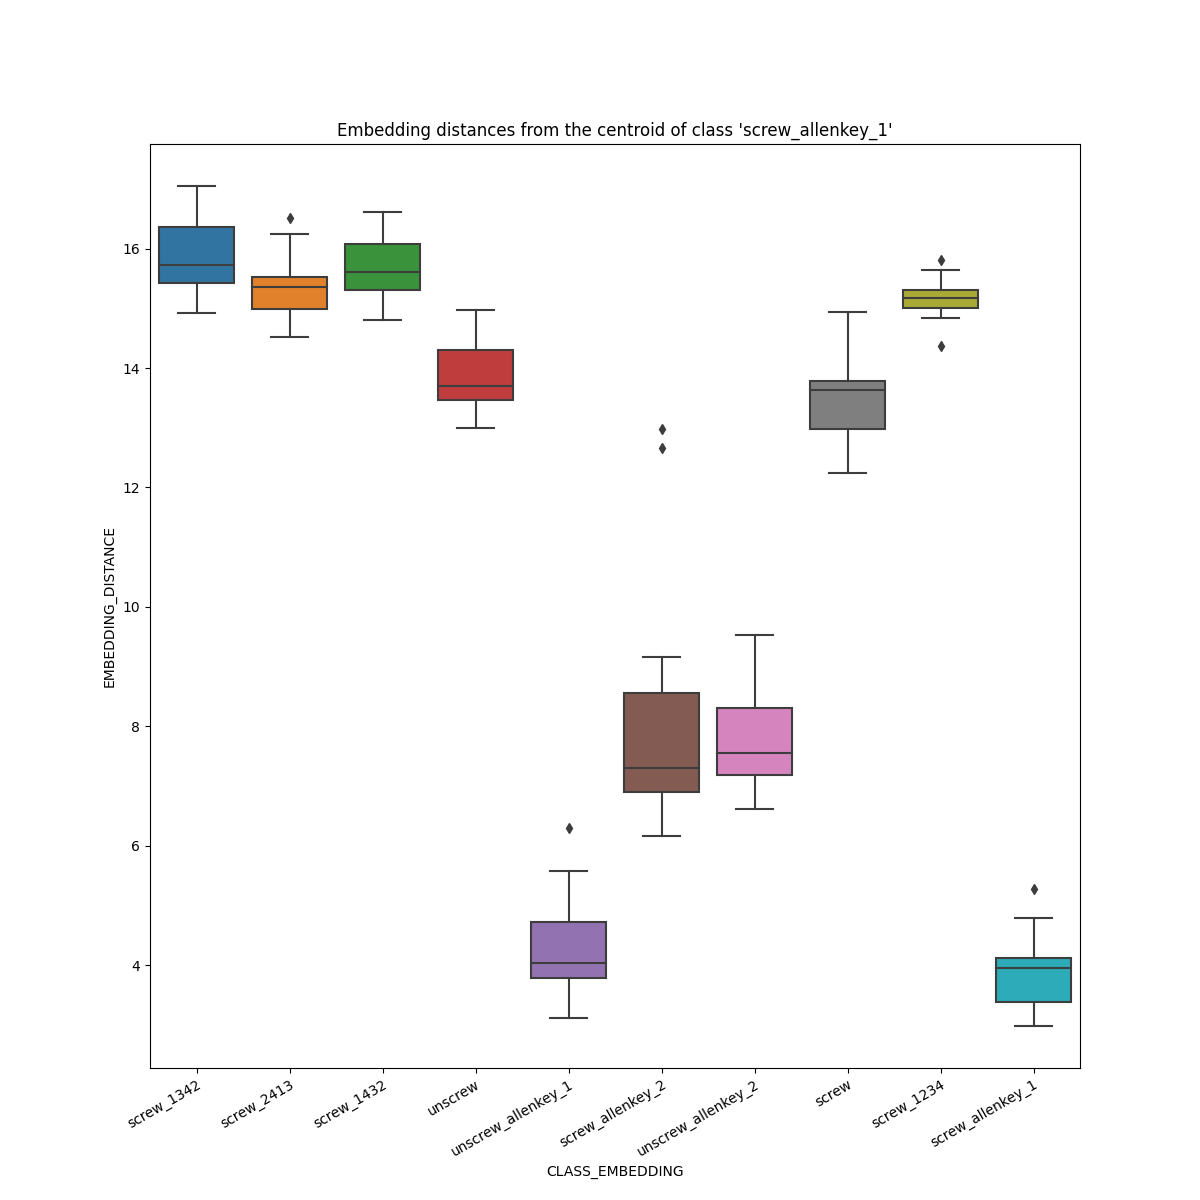 Embedding distances from the centroid of class 'screw_allenkey_1'
16
14
12
10
8
6
4
EMBEDDING_DISTANCE
screw_1342
screw_2413
screw_1432
unscrew
unscrew_allenkey_1
screw_allenkey_2
unscrew_allenkey_2
screw
screw_1234
screw_allenkey_1
CLASS_EMBEDDING